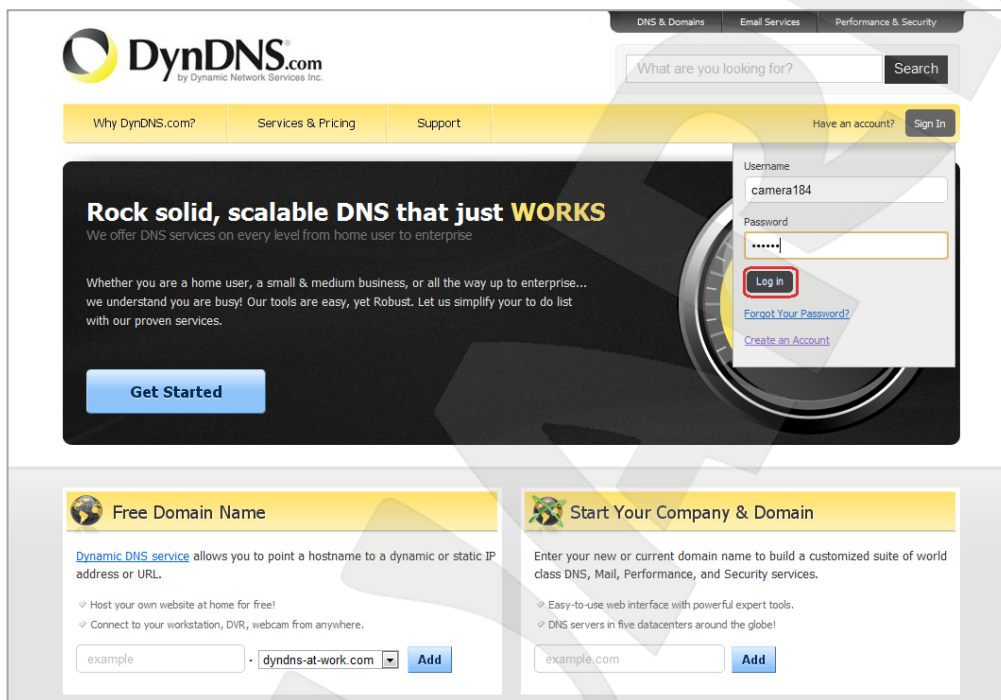 DNS & Domains Email Services Performance & Security
DynDNS.com
by Dynamic Network Services Inc.
What are you looking for? Search
Why DynDNS.com? Services & Pricing Support Have an account? Sign In
Username
camera184
Password
••••••
Log in
Forgot Your Password?
Create an Account
Rock solid, scalable DNS that just WORKS
We offer DNS services on every level from home user to enterprise
Whether you are a home user, a small & medium business, or all the way up to enterprise...
we understand you are busy! Our tools are easy, yet Robust. Let us simplify your to do list
with our proven services.
Get Started
Free Domain Name
Dynamic DNS service allows you to point a hostname to a dynamic or static IP
address or URL.
Host your own website at home for free!
Connect to your workstation, DVR, webcam from anywhere.
example . dyndns-at-work.com Add
Start Your Company & Domain
Enter your new or current domain name to build a customized suite of world
class DNS, Mail, Performance, and Security services.
Easy-to-use web interface with powerful expert tools.
DNS servers in five datacenters around the globe!
example.com Add